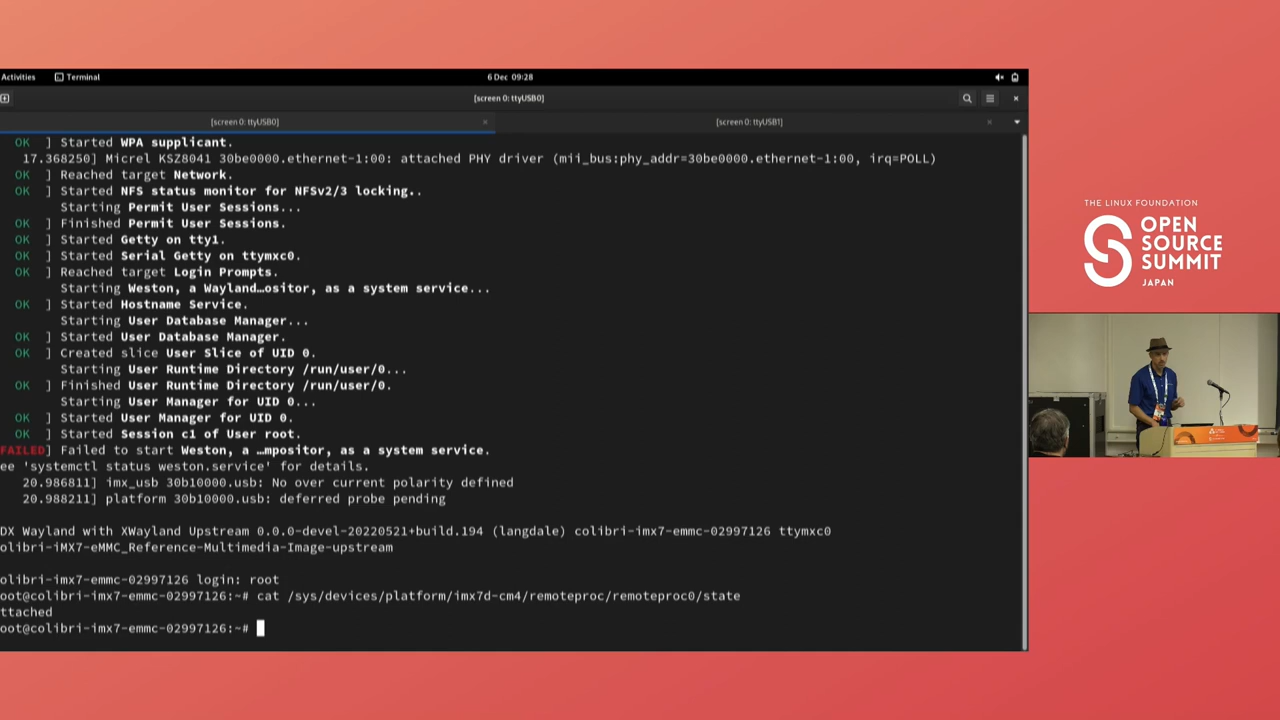 Activities
Terminal
6 Dec 09:28
[screen 0: ttyUSB0]
[screen 0: ttyUSB0]
[screen 0: ttyUSB1]
OK ] Started WPA supplicant.
17.368250] Micrel KSZ8041 30be0000.ethernet-1:00: attached PHY driver (mii_bus:phy_addr=30be0000.ethernet-1:00, irq=POLL)
OK ] Reached target Network.
OK ] Started NFS status monitor for NFSv2/3 locking..
Starting Permit User Sessions...
OK ] Finished Permit User Sessions.
OK ] Started Getty on tty1.
OK ] Started Serial Getty on ttymxc0.
OK ] Reached target Login Prompts.
Starting Weston, a Wayland…ositor, as a system service...
OK ] Started Hostname Service.
Starting User Database Manager...
OK ] Started User Database Manager.
OK ] Created slice User Slice of UID 0.
Starting User Runtime Directory /run/user/0...
OK ] Finished User Runtime Directory /run/user/0.
Starting User Manager for UID 0...
OK ] Started User Manager for UID 0.
OK ] Started Session c1 of User root.
FAILED] Failed to start Weston, a …mpositor, as a system service.
ee 'systemctl status weston.service' for details.
20.986811] imx_usb 30b10000.usb: No over current polarity defined
20.988211] platform 30b10000.usb: deferred probe pending
DX Wayland with XWayland Upstream 0.0.0-devel-20220521+build.194 (langdale) colibri-imx7-emmc-02997126 ttymxc0
olibri-iMX7-eMMC_Reference-Multimedia-Image-upstream
olibri-imx7-emmc-02997126 login: root
oot@colibri-imx7-emmc-02997126:~# cat /sys/devices/platform/imx7d-cm4/remoteproc/remoteproc0/state
ttached
oot@colibri-imx7-emmc-02997126:~#
THE LINUX FOUNDATION
OPEN
SOURCE
SUMMIT
JAPAN